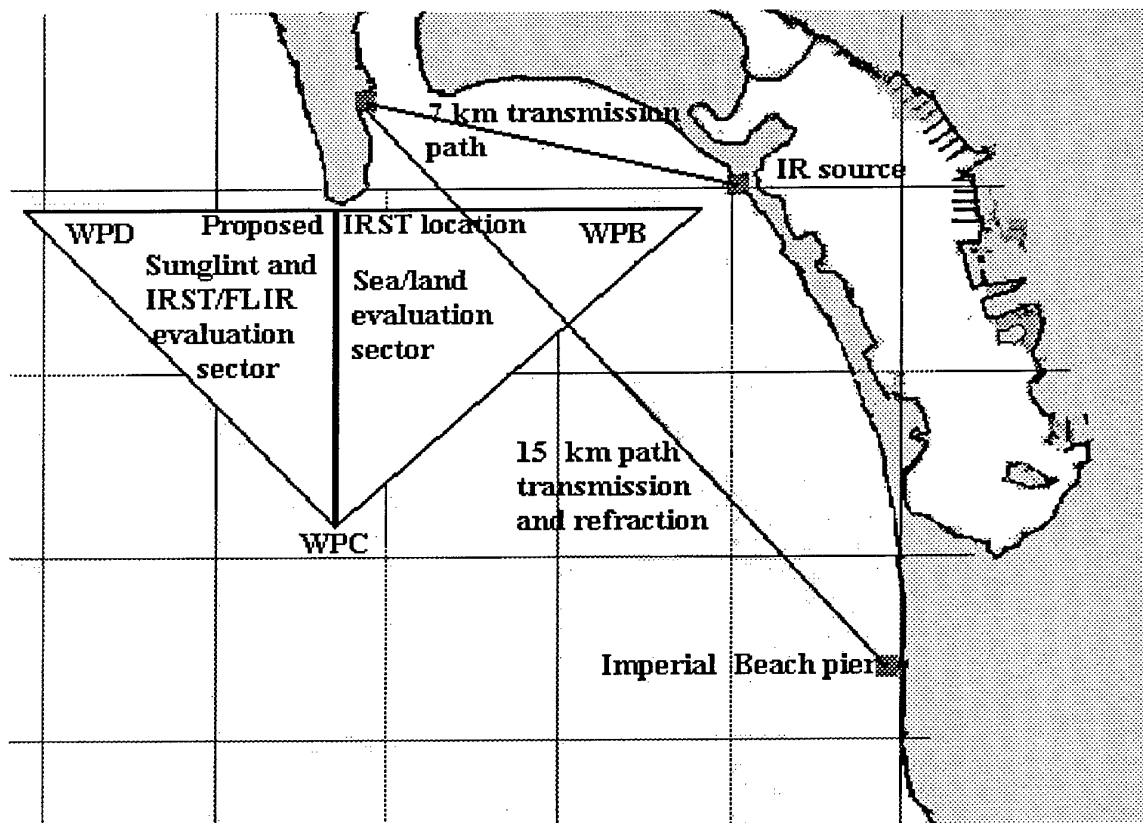 7 km transmission
path
IR source
WPD
Proposed IRST location
WPB
Sunglint and
IRST/FLIR
evaluation
sector
Sea/land
evaluation
sector
15 km path
transmission
and refraction
WPC
Imperial Beach pier